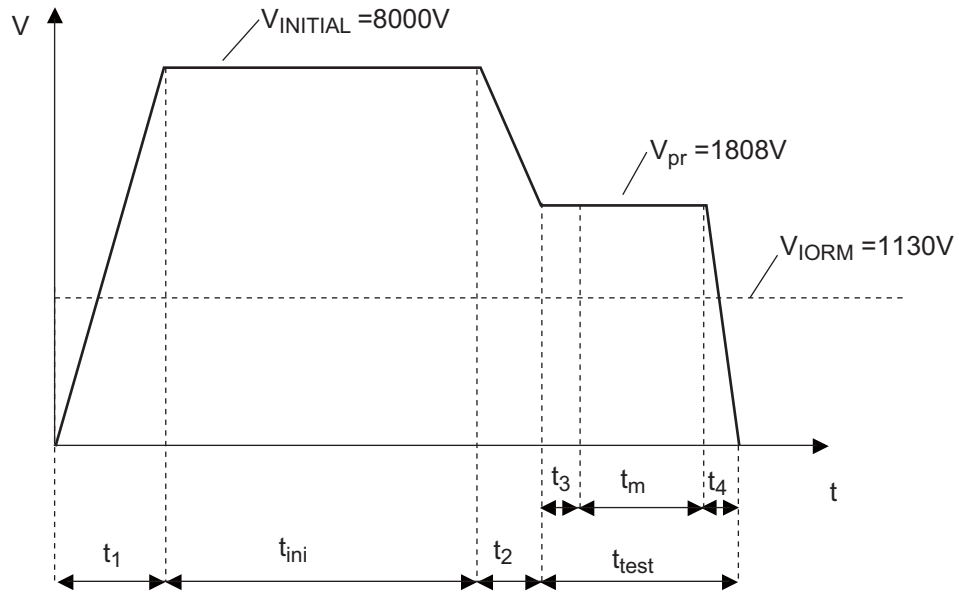 V
V_INITIAL =8000V
V_pr =1808V
V_IORM =1130V
t_3
t_m
t_4
t
t_1
t_ini
t_2
t_test